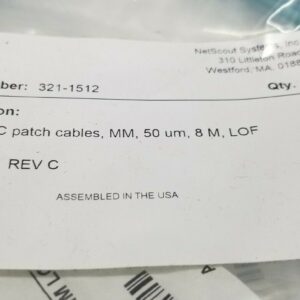 NetScout Systems, Inc.
310 Littleton Road
Westford, MA, 0188
ber: 321-1512
Qty.
on:
C patch cables, MM, 50 um, 8 M, LOF
REV C
ASSEMBLED IN THE USA